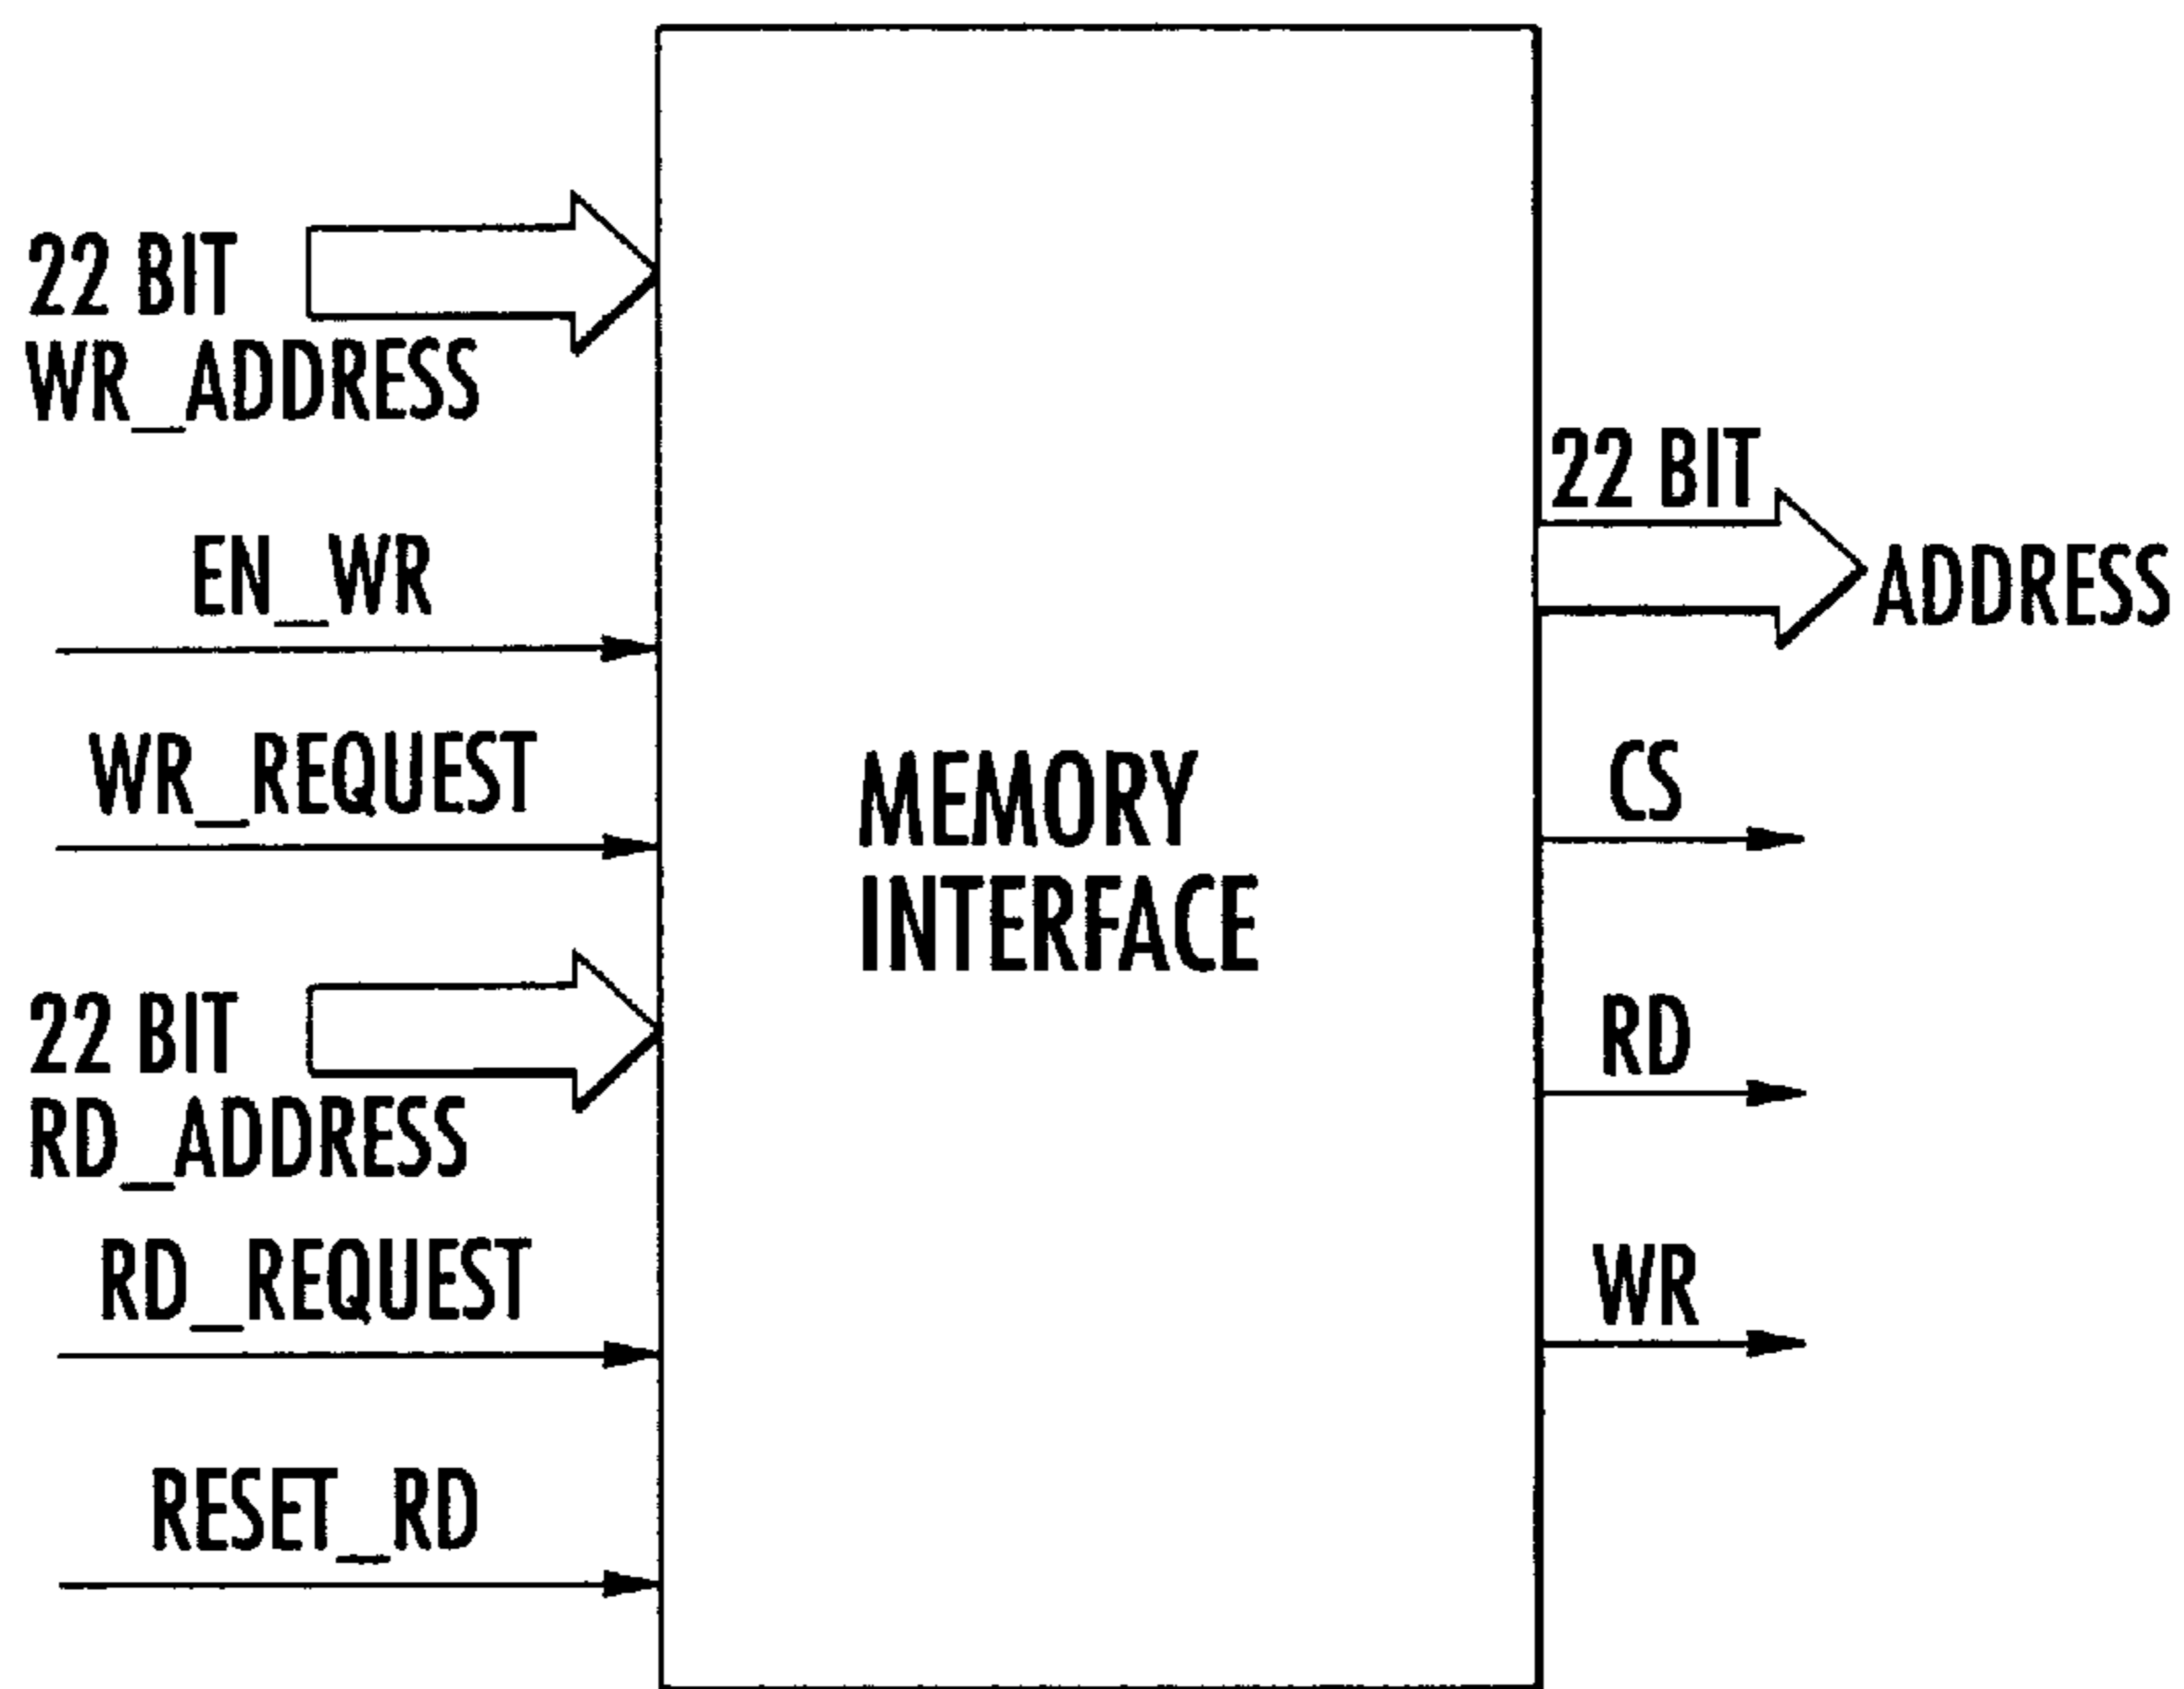 22 BIT
WR_ADDRESS
EN_WR
WR_REQUEST
22 BIT
RD_ADDRESS
RD_REQUEST
RESET_RD
MEMORY
INTERFACE
22 BIT
ADDRESS
CS
RD
WR